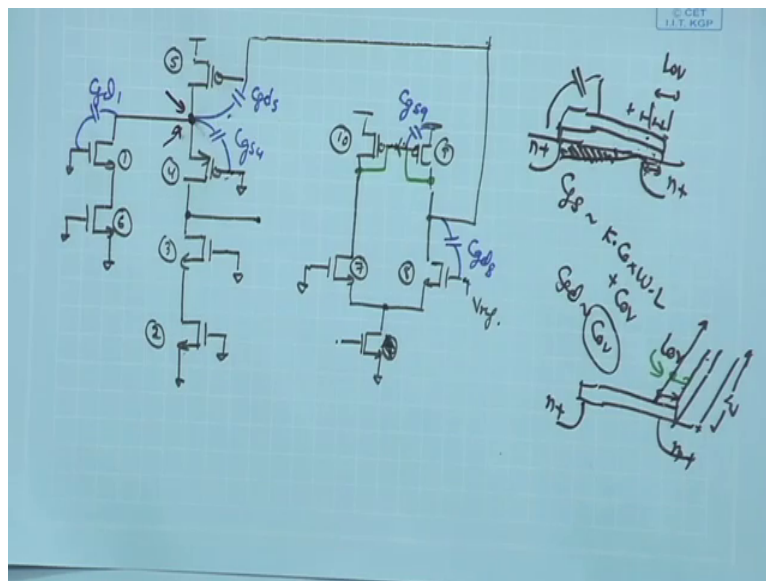 © CET
I.I.T. KGP
5
Cgd5
Cgd1
Cgs4
1
4
6
3
2
10
Cgs9
9
7
8
Cgd8
Vref.
Lov
+
n+
n+
Cgs ~ K.Cox W.L
+ Cov
Cgd ~ Cov
Lov
W
n+
n+